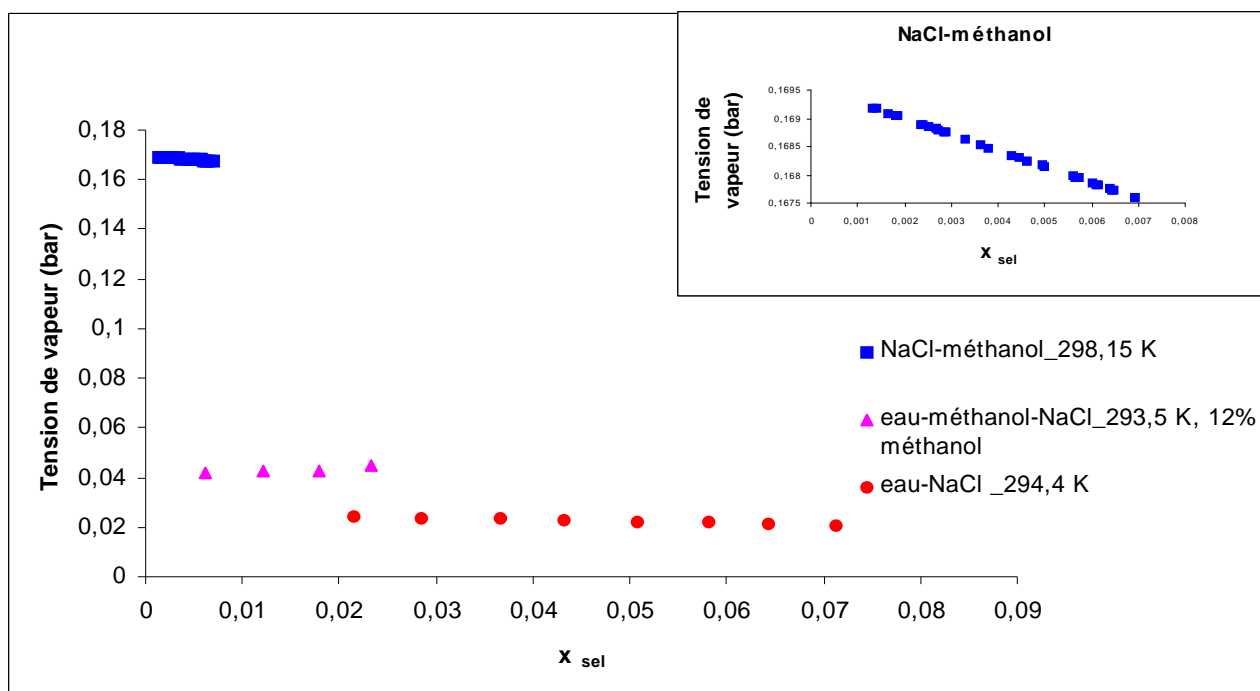 NaCl-méthanol
0,1695
0,169
0,1685
0,168
0,1675
Tension de
vapeur (bar)
0 0,001 0,002 0,003 0,004 0,005 0,006 0,007 0,008
x sel
0,18
0,16
0,14
0,12
0,1
0,08
0,06
0,04
0,02
0
Tension de vapeur (bar)
0 0,01 0,02 0,03 0,04 0,05 0,06 0,07 0,08 0,09
x sel
NaCl-méthanol_298,15 K
eau-méthanol-NaCl_293,5 K, 12%
méthanol
eau-NaCl _294,4 K